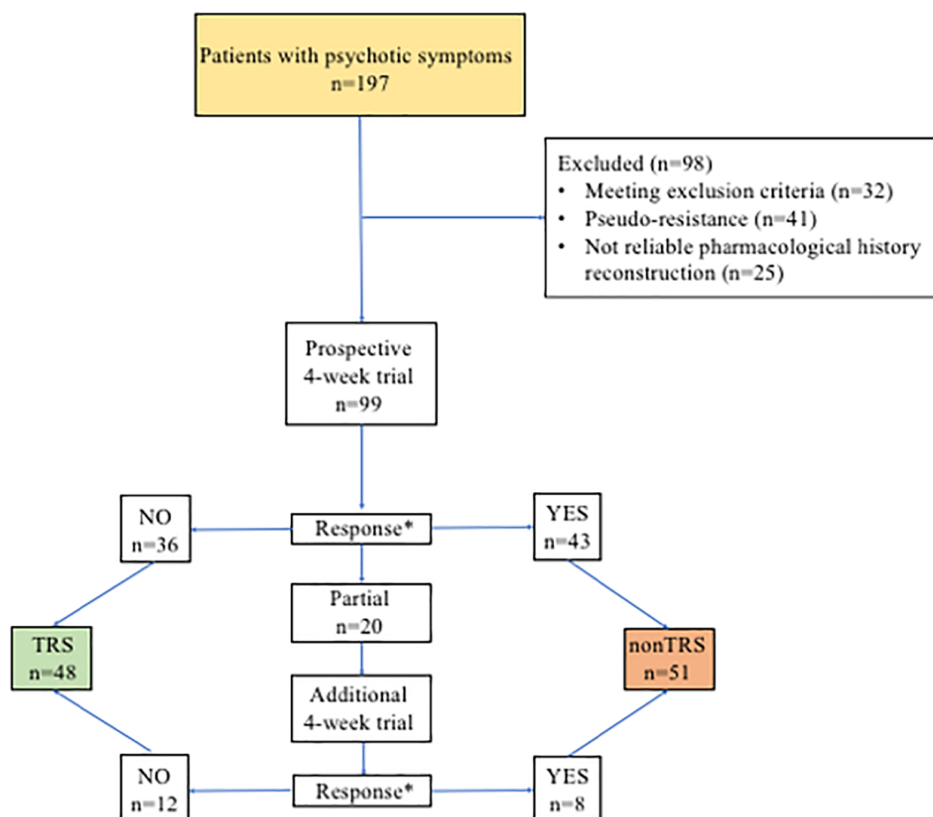 Patients with psychotic symptoms
n=197
Excluded (n=98)
• Meeting exclusion criteria (n=32)
• Pseudo-resistance (n=41)
• Not reliable pharmacological history
reconstruction (n=25)
Prospective
4-week trial
n=99
NO
n=36
Response*
YES
n=43
Partial
n=20
TRS
n=48
nonTRS
n=51
Additional
4-week trial
NO
n=12
Response*
YES
n=8